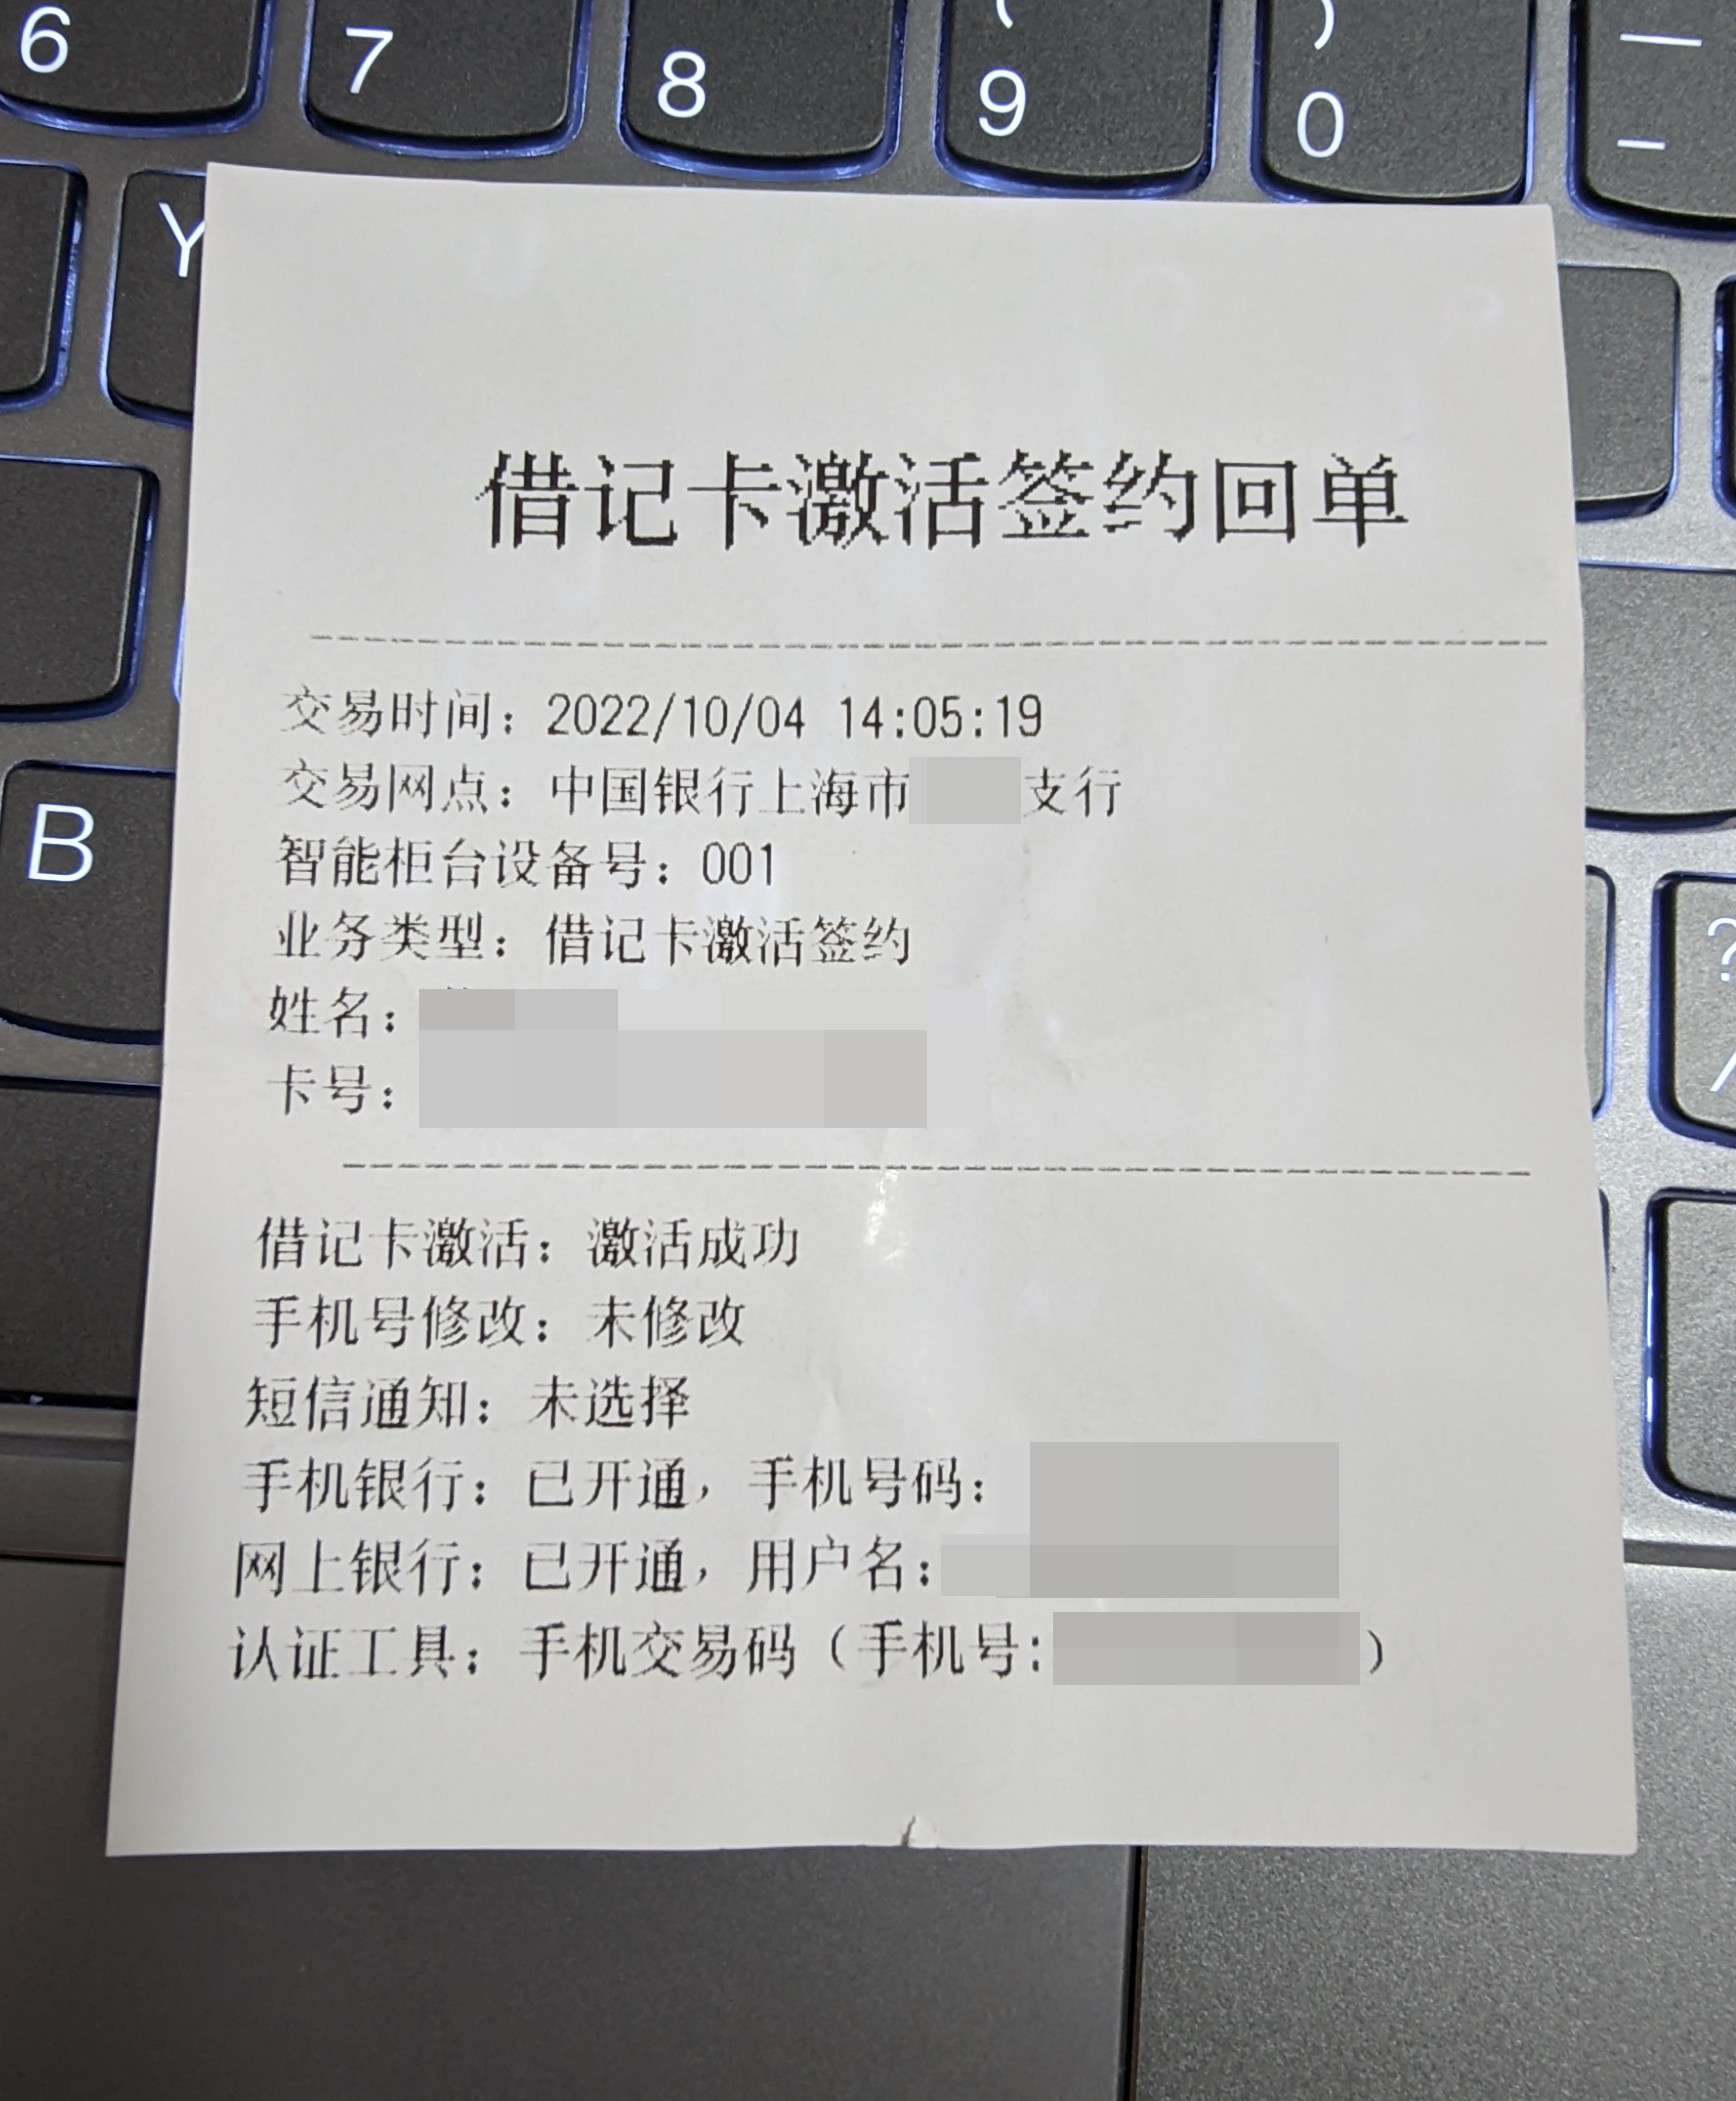 6 7 8 ( 9 ) 0 — -
Y
借记卡激活签约回单
交易时间：2022/10/04 14:05:19
交易网点：中国银行上海市 支行
智能柜台设备号：001
B
业务类型：借记卡激活签约
?
/
姓名：
卡号：
借记卡激活：激活成功
手机号修改：未修改
短信通知：未选择
手机银行：已开通，手机号码：
网上银行：已开通，用户名：
认证工具：手机交易码（手机号: ）